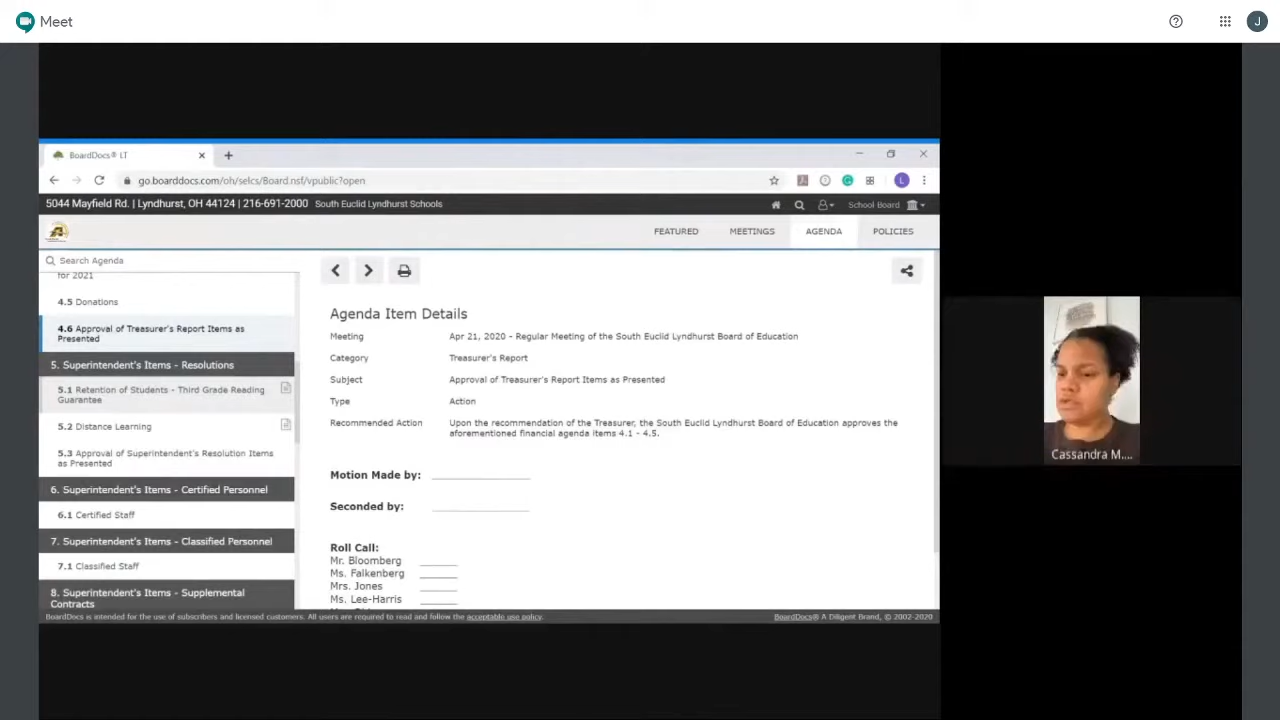 Meet
J
BoardDocs® LT
go.boarddocs.com/oh/selcs/Board.nsf/vpublic?open
L
5044 Mayfield Rd. | Lyndhurst, OH 44124 | 216-691-2000 South Euclid Lyndhurst Schools
School Board
FEATURED MEETINGS AGENDA POLICIES
Search Agenda
for 2021
4.5 Donations
4.6 Approval of Treasurer's Report Items as
Presented
5. Superintendent's Items - Resolutions
5.1 Retention of Students - Third Grade Reading
Guarantee
5.2 Distance Learning
5.3 Approval of Superintendent's Resolution Items
as Presented
6. Superintendent's Items - Certified Personnel
6.1 Certified Staff
7. Superintendent's Items - Classified Personnel
7.1 Classified Staff
8. Superintendent's Items - Supplemental
Contracts
Agenda Item Details
Meeting Apr 21, 2020 - Regular Meeting of the South Euclid Lyndhurst Board of Education
Category Treasurer's Report
Subject Approval of Treasurer's Report Items as Presented
Type Action
Recommended Action Upon the recommendation of the Treasurer, the South Euclid Lyndhurst Board of Education approves the
aforementioned financial agenda items 4.1 - 4.5.
Motion Made by:
Seconded by:
Roll Call:
Mr. Bloomberg
Ms. Falkenberg
Mrs. Jones
Ms. Lee-Harris
BoardDocs is intended for the use of subscribers and licensed customers. All users are required to read and follow the acceptable use policy.
BoardDocs® A Diligent Brand, © 2002-2020
Cassandra M....